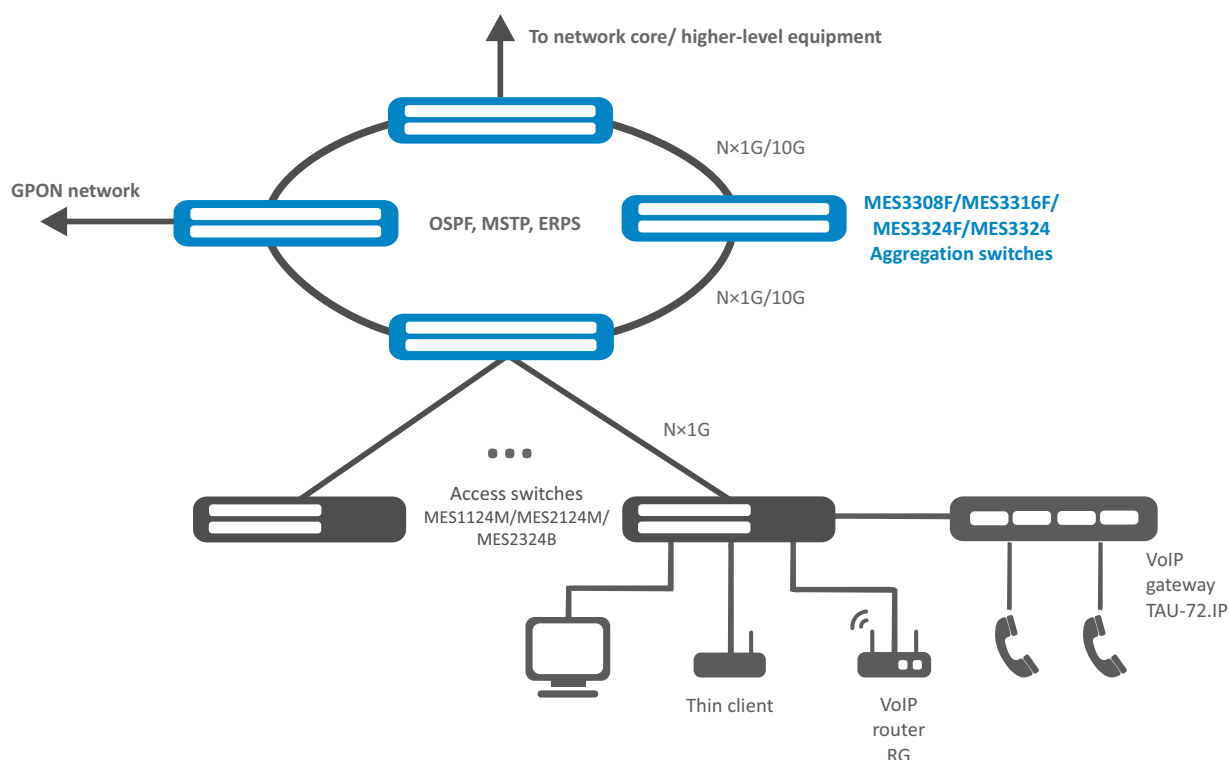 To network core/ higher-level equipment
N×1G/10G
GPON network
OSPF, MSTP, ERPS
MES3308F/MES3316F/
MES3324F/MES3324
Aggregation switches
N×1G/10G
N×1G
Access switches
MES1124M/MES2124M/
MES2324B
VoIP
gateway
TAU-72.IP
Thin client
VoIP
router
RG